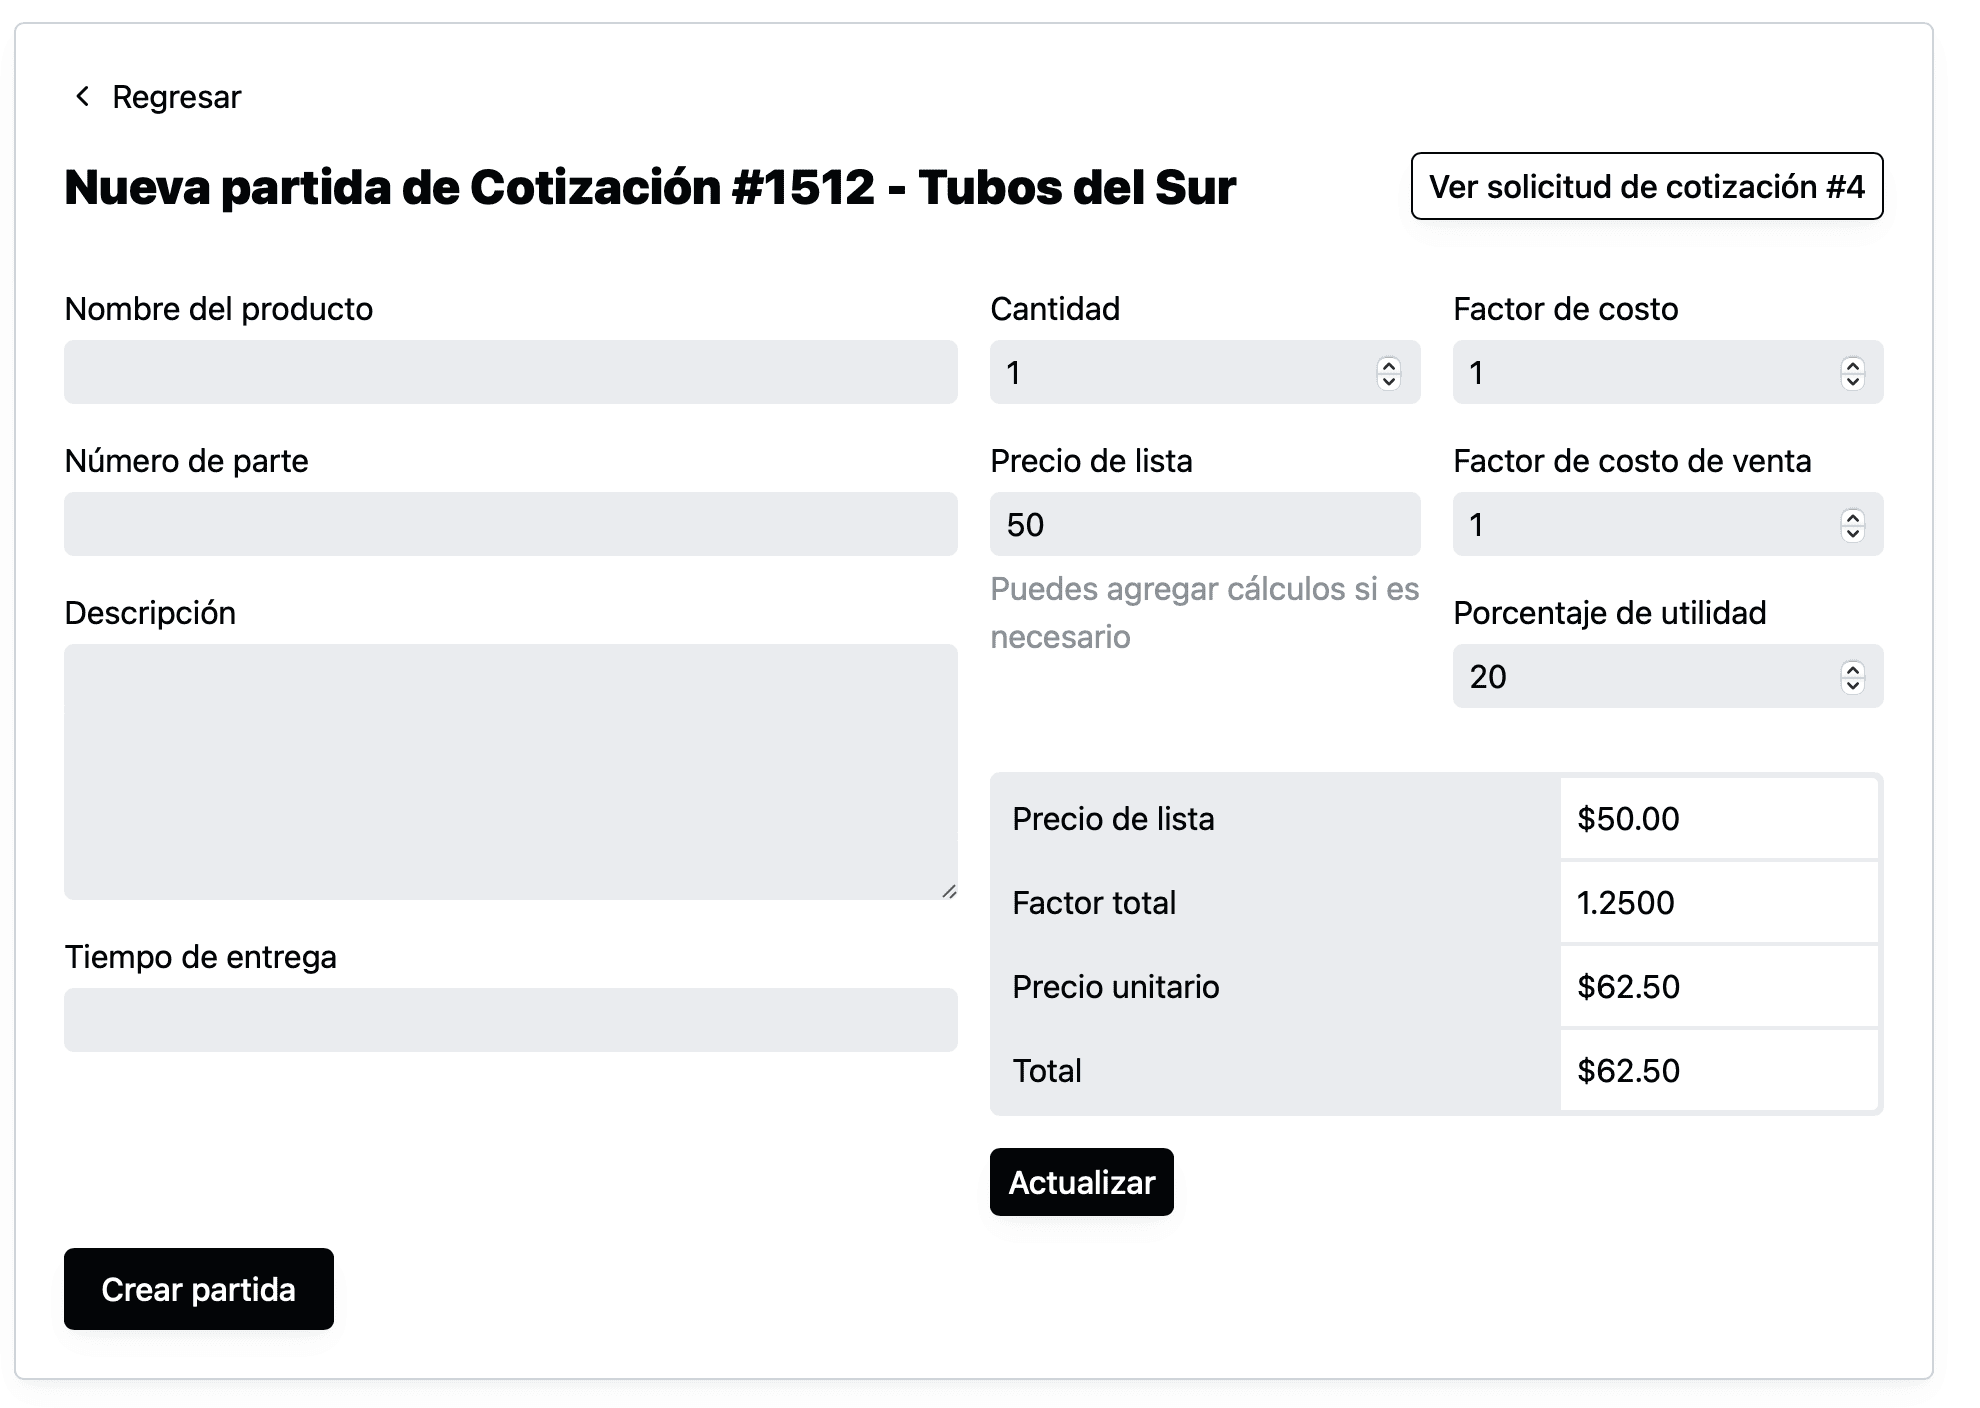 Regresar
Nueva partida de Cotización #1512 - Tubos del Sur
Ver solicitud de cotización #4
Nombre del producto
Número de parte
Descripción
Tiempo de entrega
Cantidad
1
Precio de lista
50
Puedes agregar cálculos si es
necesario
Factor de costo
1
Factor de costo de venta
1
Porcentaje de utilidad
20
Precio de lista $50.00
Factor total 1.2500
Precio unitario $62.50
Total $62.50
Actualizar
Crear partida